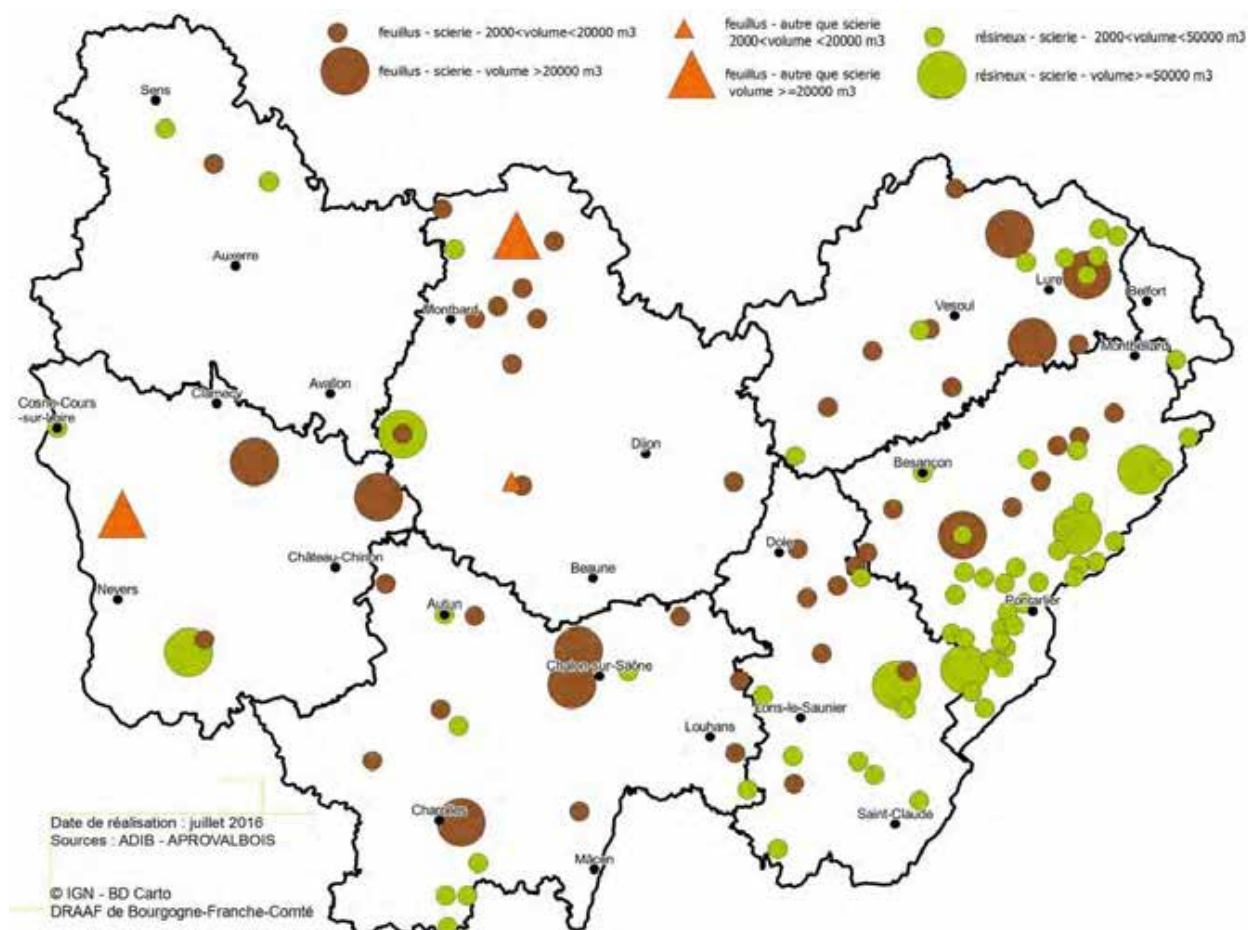 feuillus - scierie - 2000<volume<20000 m3
feuillus - scierie - volume >20000 m3
feuillus - autre que scierie
2000<volume <20000 m3
feuillus - autre que scierie
volume >=20000 m3
résineux - scierie - 2000<volume<50000 m3
résineux - scierie - volume>=50000 m3
Sens
Auxerre
Montbard
Vesoul
Lure
Belfort
Montbéliard
Avallon
Clamecy
Cosne-Cours
-sur-Loire
Dijon
Besançon
Château-Chinon
Dole
Beaune
Nevers
Autun
Pontarlier
Chalon-sur-Saône
Lons-le-Saunier
Louhans
Charolles
Saint-Claude
Mâcon
Date de réalisation : juillet 2016
Sources : ADIB - APROVALBOIS
© IGN - BD Carto
DRAAF de Bourgogne-Franche-Comté